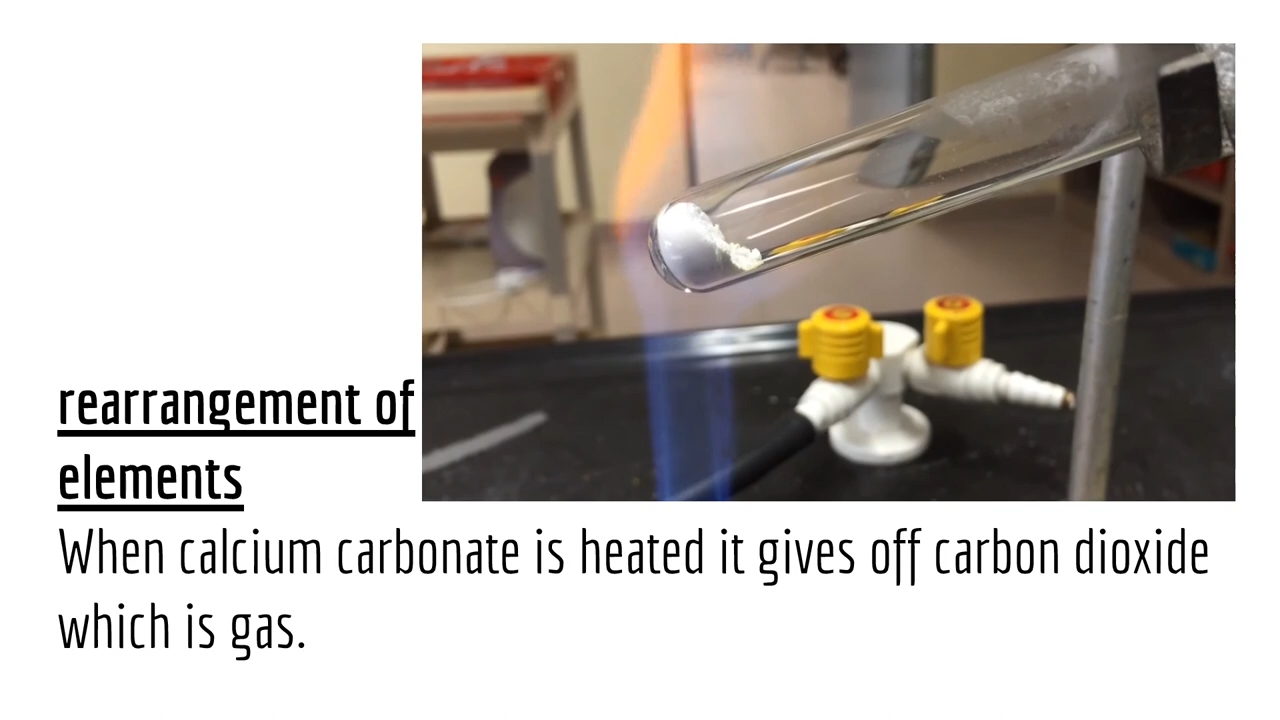 rearrangement of
elements
When calcium carbonate is heated it gives off carbon dioxide
which is gas.